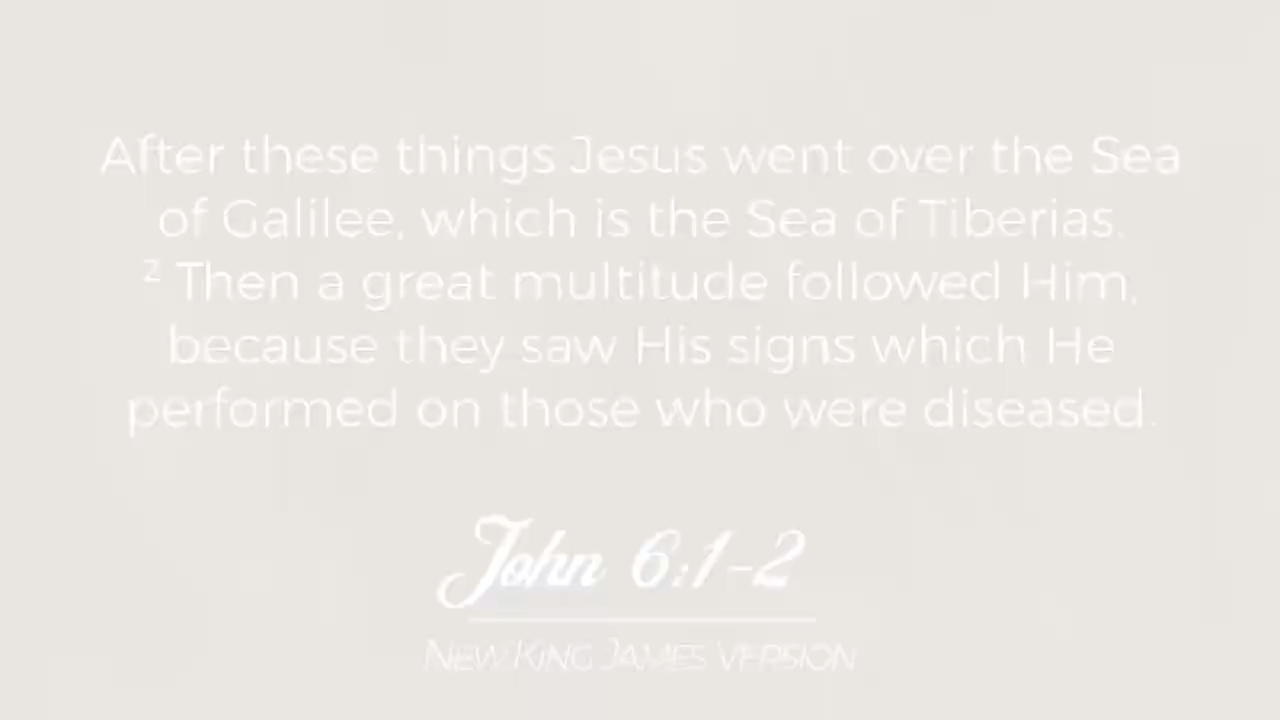 After these things Jesus went over the Sea
of Galilee, which is the Sea of Tiberias.
² Then a great multitude followed Him,
because they saw His signs which He
performed on those who were diseased.
John 6:1-2
NEW KING JAMES VERSION